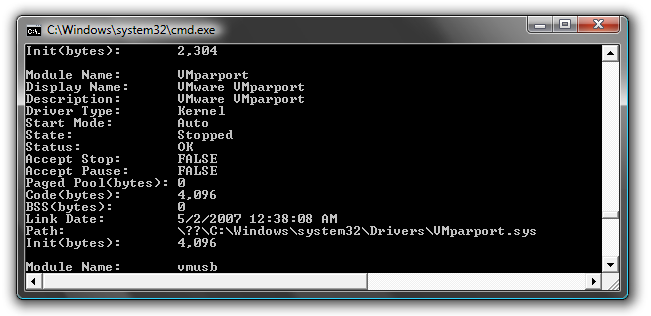 C:\Windows\system32\cmd.exe
Init(bytes): 2,304
Module Name: VMparport
Display Name: VMware VMparport
Description: VMware VMparport
Driver Type: Kernel
Start Mode: Auto
State: Stopped
Status: OK
Accept Stop: FALSE
Accept Pause: FALSE
Paged Pool(bytes): 0
Code(bytes): 4,096
BSS(bytes): 0
Link Date: 5/2/2007 12:38:08 AM
Path: \??\C:\Windows\system32\Drivers\VMparport.sys
Init(bytes): 4,096
Module Name: vmusb